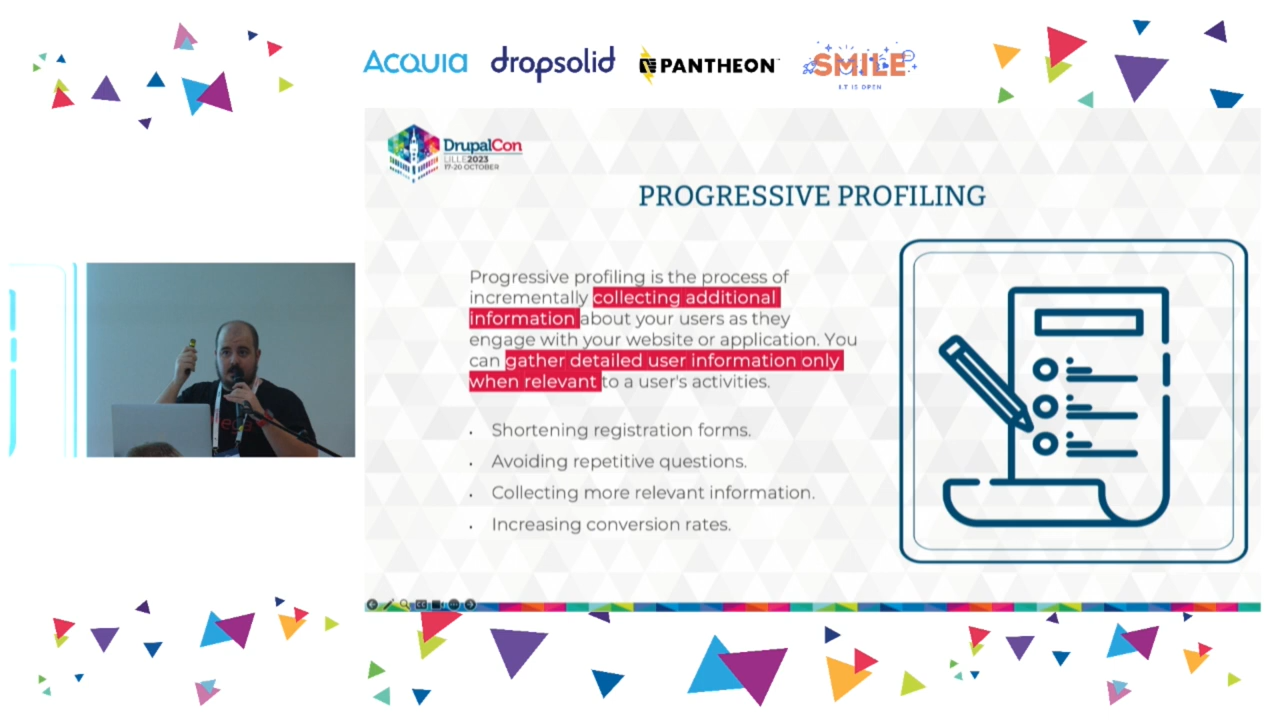 ACQUIA dropsolid PANTHEON SMILE
IT IS OPEN
DrupalCon
LILLE2023
17-20 OCTOBER
PROGRESSIVE PROFILING
Progressive profiling is the process of
incrementally collecting additional
information about your users as they
engage with your website or application. You
can gather detailed user information only
when relevant to a user's activities.
• Shortening registration forms.
• Avoiding repetitive questions.
• Collecting more relevant information.
• Increasing conversion rates.